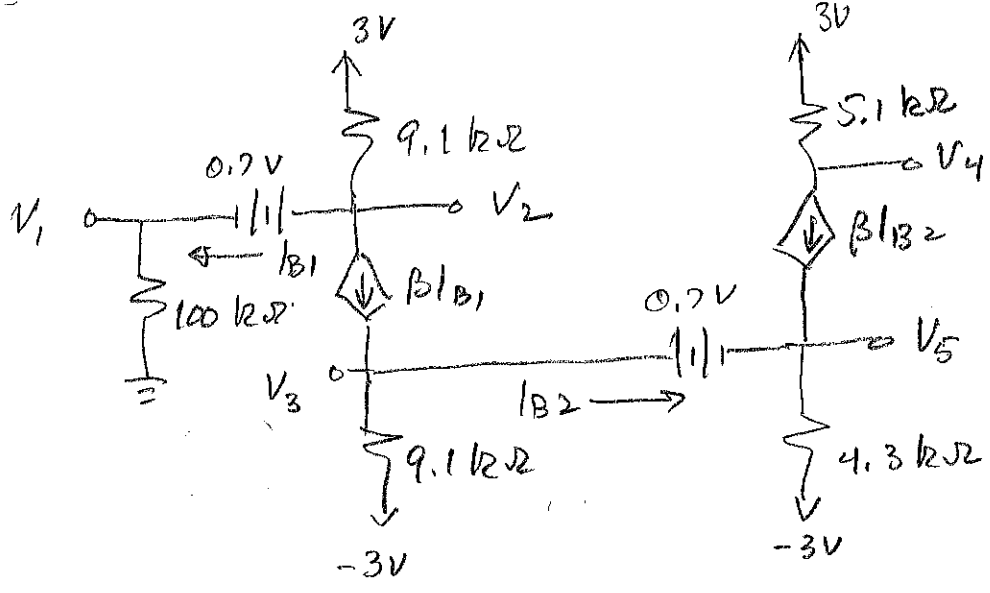 3V
3V
9.1 kΩ
5.1 kΩ
0.7V
V4
V1
V2
IB1
βIB2
βIB1
100 kΩ
0.7V
V5
V3
IB2
9.1 kΩ
4.3 kΩ
-3V
-3V